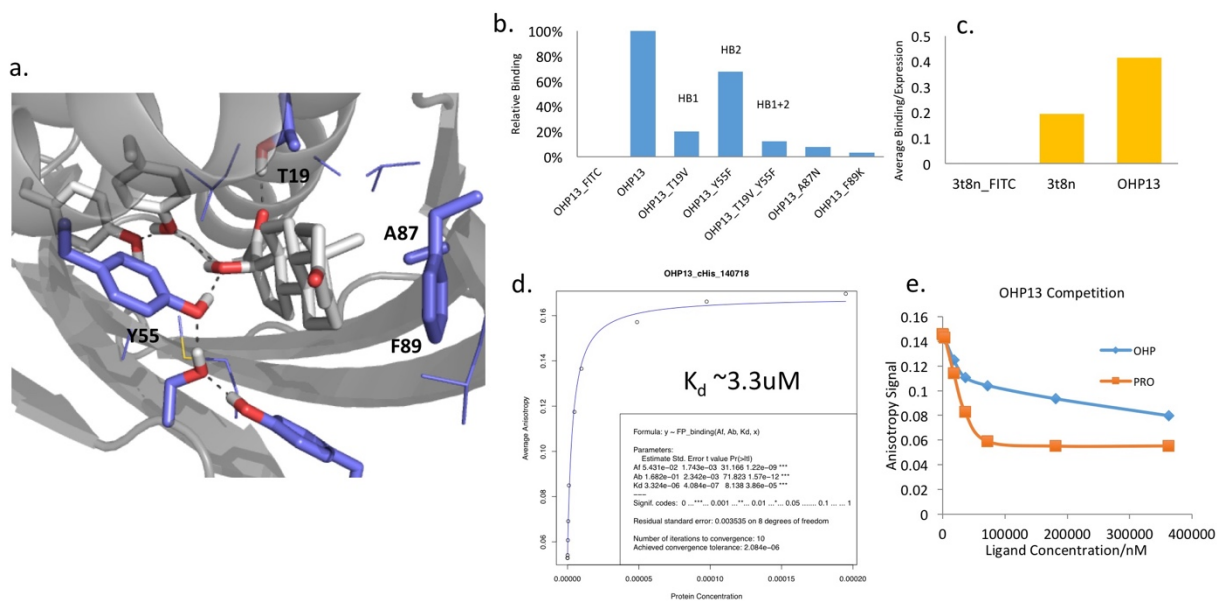 a.
T19
A87
Y55
F89
b.
Relative Binding
100%
80%
60%
40%
20%
0%
HB1
HB2
HB1+2
OHP13_FITC
OHP13
OHP13_T19V
OHP13_Y55F
OHP13_T19V_Y55F
OHP13_A87N
OHP13_F89K
c.
Average Binding/Expression
0.5
0.4
0.3
0.2
0.1
0
3t8n_FITC
3t8n
OHP13
d.
OHP13_cHis_140718
Average Anisotropy
0.16
0.14
0.12
0.10
0.08
0.06
Kd ~3.3uM
Formula: y ~ FP_binding(Af, Ab, Kd, x)
Parameters:
Estimate Std. Error t value Pr(>|t|)
Af 5.431e-02 1.743e-03 31.166 1.22e-09 ***
Ab 1.682e-01 2.342e-03 71.823 1.57e-12 ***
Kd 3.324e-06 4.084e-07 8.138 3.86e-05 ***
Residual standard error: 0.003535 on 8 degrees of freedom
Number of iterations to convergence: 10
Achieved convergence tolerance: 2.084e-06
0.00000
0.00005
0.00010
0.00015
0.00020
Protein Concentration
e.
OHP13 Competition
Anisotropy Signal
0.16
0.14
0.12
0.1
0.08
0.06
0.04
0.02
0
OHP
PRO
0
100000
200000
300000
400000
Ligand Concentration/nM